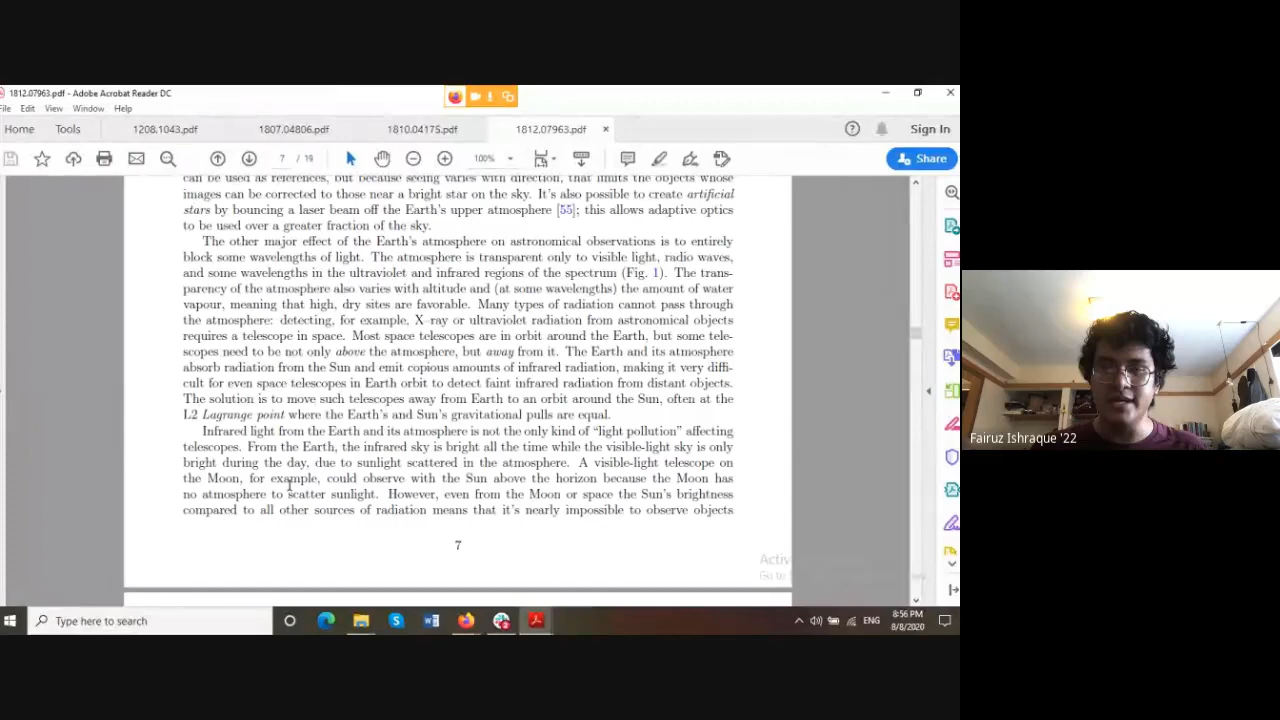 1812.07963.pdf - Adobe Acrobat Reader DC
File Edit View Window Help
Home Tools 1208.1043.pdf 1807.04806.pdf 1810.04175.pdf 1812.07963.pdf × Sign In
7 / 19 100% Share
can be used as references, but because seeing varies with direction, that limits the objects whose
images can be corrected to those near a bright star on the sky. It's also possible to create artificial
stars by bouncing a laser beam off the Earth's upper atmosphere [55]; this allows adaptive optics
to be used over a greater fraction of the sky.
The other major effect of the Earth's atmosphere on astronomical observations is to entirely
block some wavelengths of light. The atmosphere is transparent only to visible light, radio waves,
and some wavelengths in the ultraviolet and infrared regions of the spectrum (Fig. 1). The trans-
parency of the atmosphere also varies with altitude and (at some wavelengths) the amount of water
vapour, meaning that high, dry sites are favorable. Many types of radiation cannot pass through
the atmosphere: detecting, for example, X–ray or ultraviolet radiation from astronomical objects
requires a telescope in space. Most space telescopes are in orbit around the Earth, but some tele-
scopes need to be not only above the atmosphere, but away from it. The Earth and its atmosphere
absorb radiation from the Sun and emit copious amounts of infrared radiation, making it very diffi-
cult for even space telescopes in Earth orbit to detect faint infrared radiation from distant objects.
The solution is to move such telescopes away from Earth to an orbit around the Sun, often at the
L2 Lagrange point where the Earth's and Sun's gravitational pulls are equal.
Infrared light from the Earth and its atmosphere is not the only kind of "light pollution" affecting
telescopes. From the Earth, the infrared sky is bright all the time while the visible-light sky is only
bright during the day, due to sunlight scattered in the atmosphere. A visible-light telescope on
the Moon, for example, could observe with the Sun above the horizon because the Moon has
no atmosphere to scatter sunlight. However, even from the Moon or space the Sun's brightness
compared to all other sources of radiation means that it's nearly impossible to observe objects
7
Activ
Go to S
Fairuz Ishraque '22
Type here to search
ENG
8:56 PM
8/8/2020